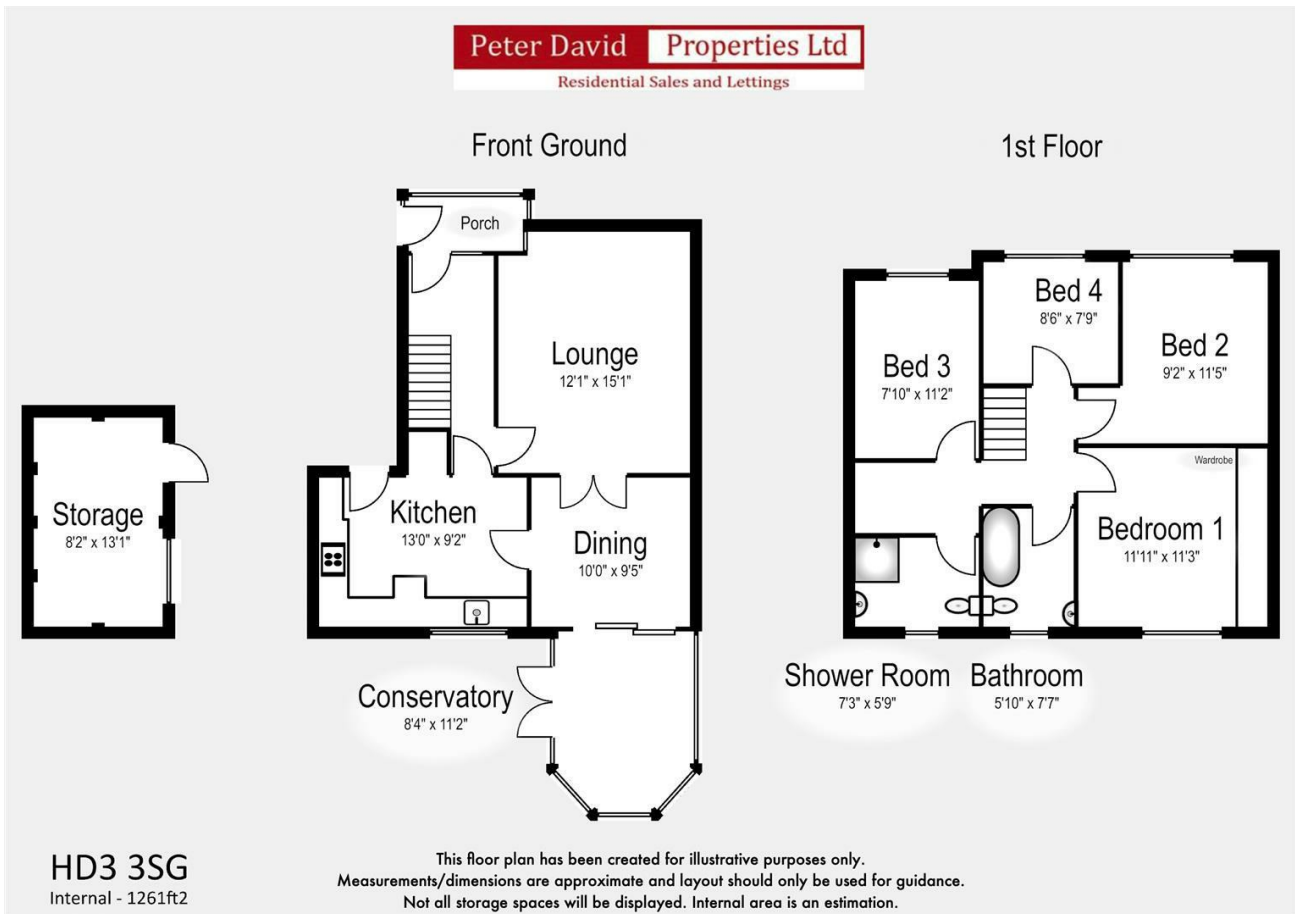 Peter David Properties Ltd
Residential Sales and Lettings
Front Ground
1st Floor
Porch
Lounge
12'1" x 15'1"
Storage
8'2" x 13'1"
Kitchen
13'0" x 9'2"
Dining
10'0" x 9'5"
Conservatory
8'4" x 11'2"
Bed 4
8'6" x 7'9"
Bed 3
7'10" x 11'2"
Bed 2
9'2" x 11'5"
Wardrobe
Bedroom 1
11'11" x 11'3"
Shower Room
7'3" x 5'9"
Bathroom
5'10" x 7'7"
HD3 3SG
Internal - 1261ft2
This floor plan has been created for illustrative purposes only.
Measurements/dimensions are approximate and layout should only be used for guidance.
Not all storage spaces will be displayed. Internal area is an estimation.